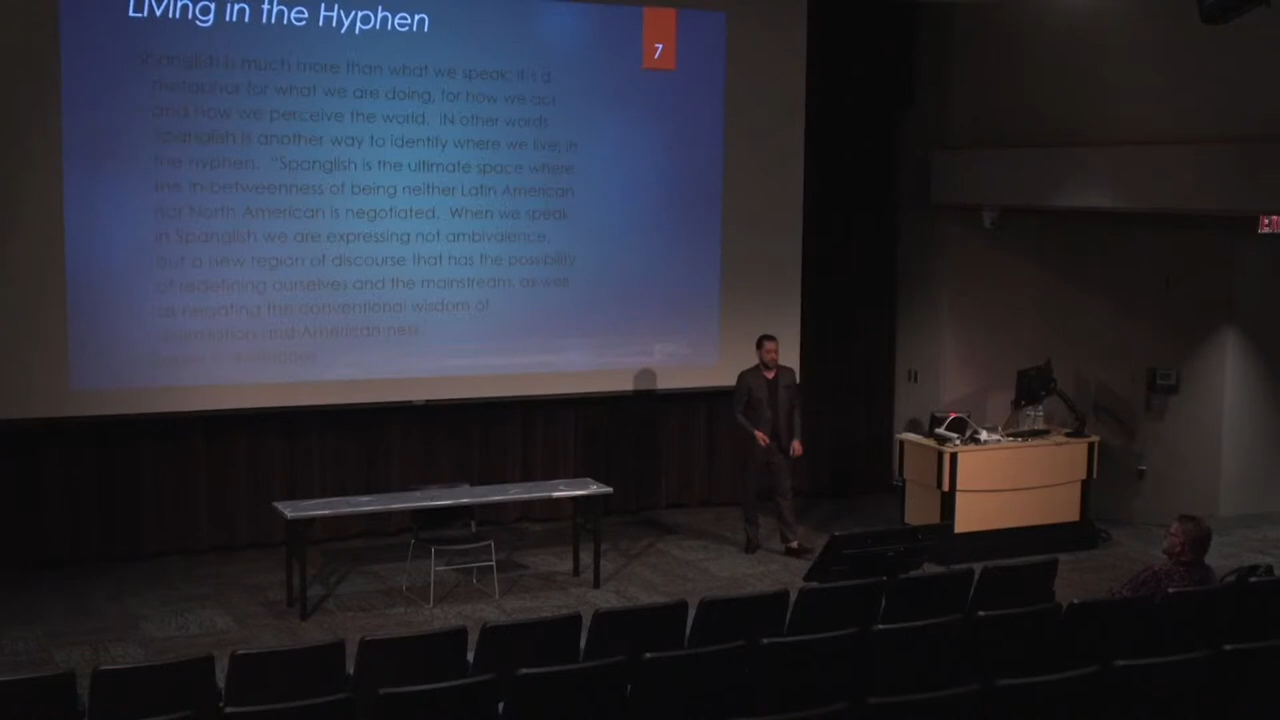 Living in the Hyphen
7
Spanglish is much more than what we speak; it is a
metaphor for what we are doing, for how we act
and how we perceive the world. IN other words
Spanglish is another way to identify where we live; in
the hyphen. "Spanglish is the ultimate space where
the in-betweenness of being neither Latin American
nor North American is negotiated. When we speak
in Spanglish we are expressing not ambivalence,
but a new region of discourse that has the possibility
of redefining ourselves and the mainstream, as well
as negating the conventional wisdom of
assimilation and American-ness